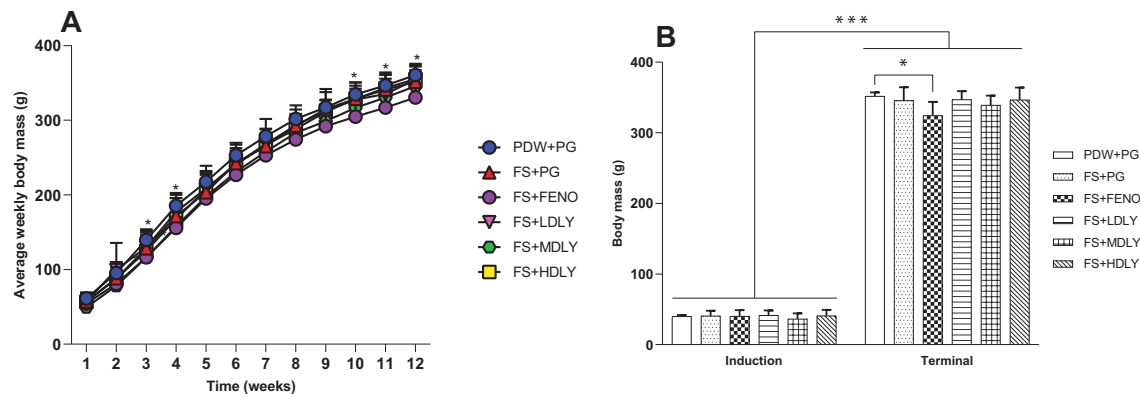 A
Average weekly body mass (g)
400
300
200
100
0
* * * * *
1 2 3 4 5 6 7 8 9 10 11 12
Time (weeks)
PDW+PG
FS+PG
FS+FENO
FS+LDLY
FS+MDLY
FS+HDLY
B
Body mass (g)
400
300
200
100
0
***
*
Induction Terminal
PDW+PG
FS+PG
FS+FENO
FS+LDLY
FS+MDLY
FS+HDLY